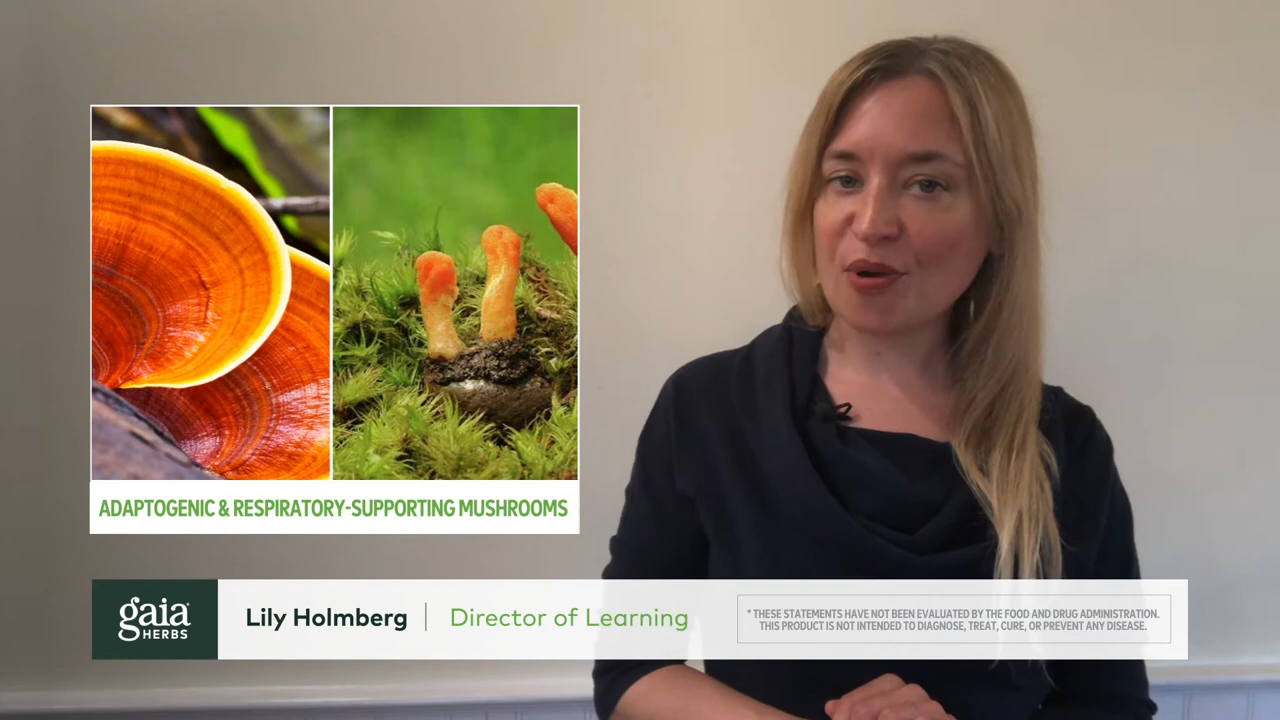 ADAPTOGENIC & RESPIRATORY-SUPPORTING MUSHROOMS
gaia
HERBS
Lily Holmberg | Director of Learning
* THESE STATEMENTS HAVE NOT BEEN EVALUATED BY THE FOOD AND DRUG ADMINISTRATION.
THIS PRODUCT IS NOT INTENDED TO DIAGNOSE, TREAT, CURE, OR PREVENT ANY DISEASE.